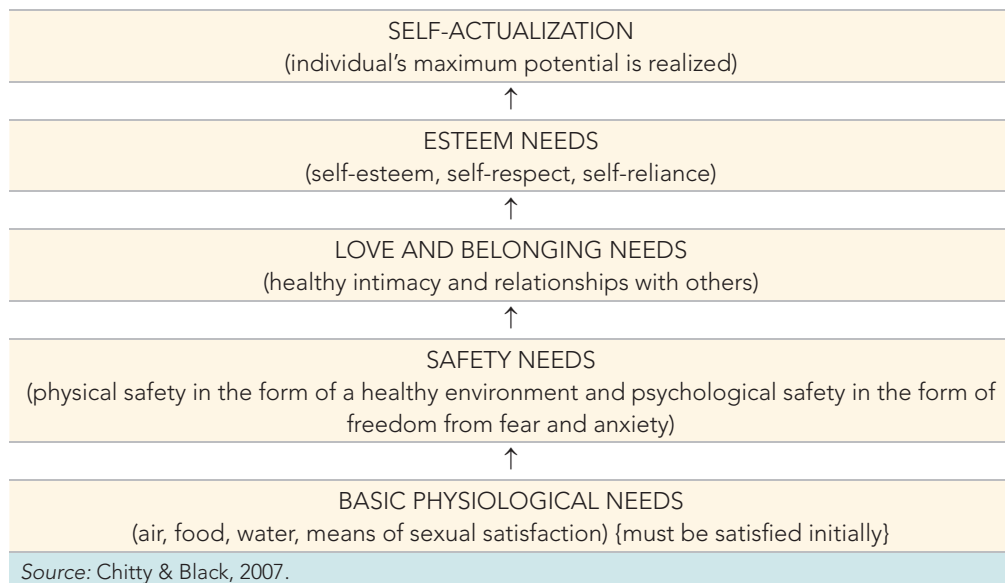 SELF-ACTUALIZATION
(individual’s maximum potential is realized)
↑
ESTEEM NEEDS
(self-esteem, self-respect, self-reliance)
↑
LOVE AND BELONGING NEEDS
(healthy intimacy and relationships with others)
↑
SAFETY NEEDS
(physical safety in the form of a healthy environment and psychological safety in the form of
freedom from fear and anxiety)
↑
BASIC PHYSIOLOGICAL NEEDS
(air, food, water, means of sexual satisfaction) {must be satisfied initially}
Source: Chitty & Black, 2007.